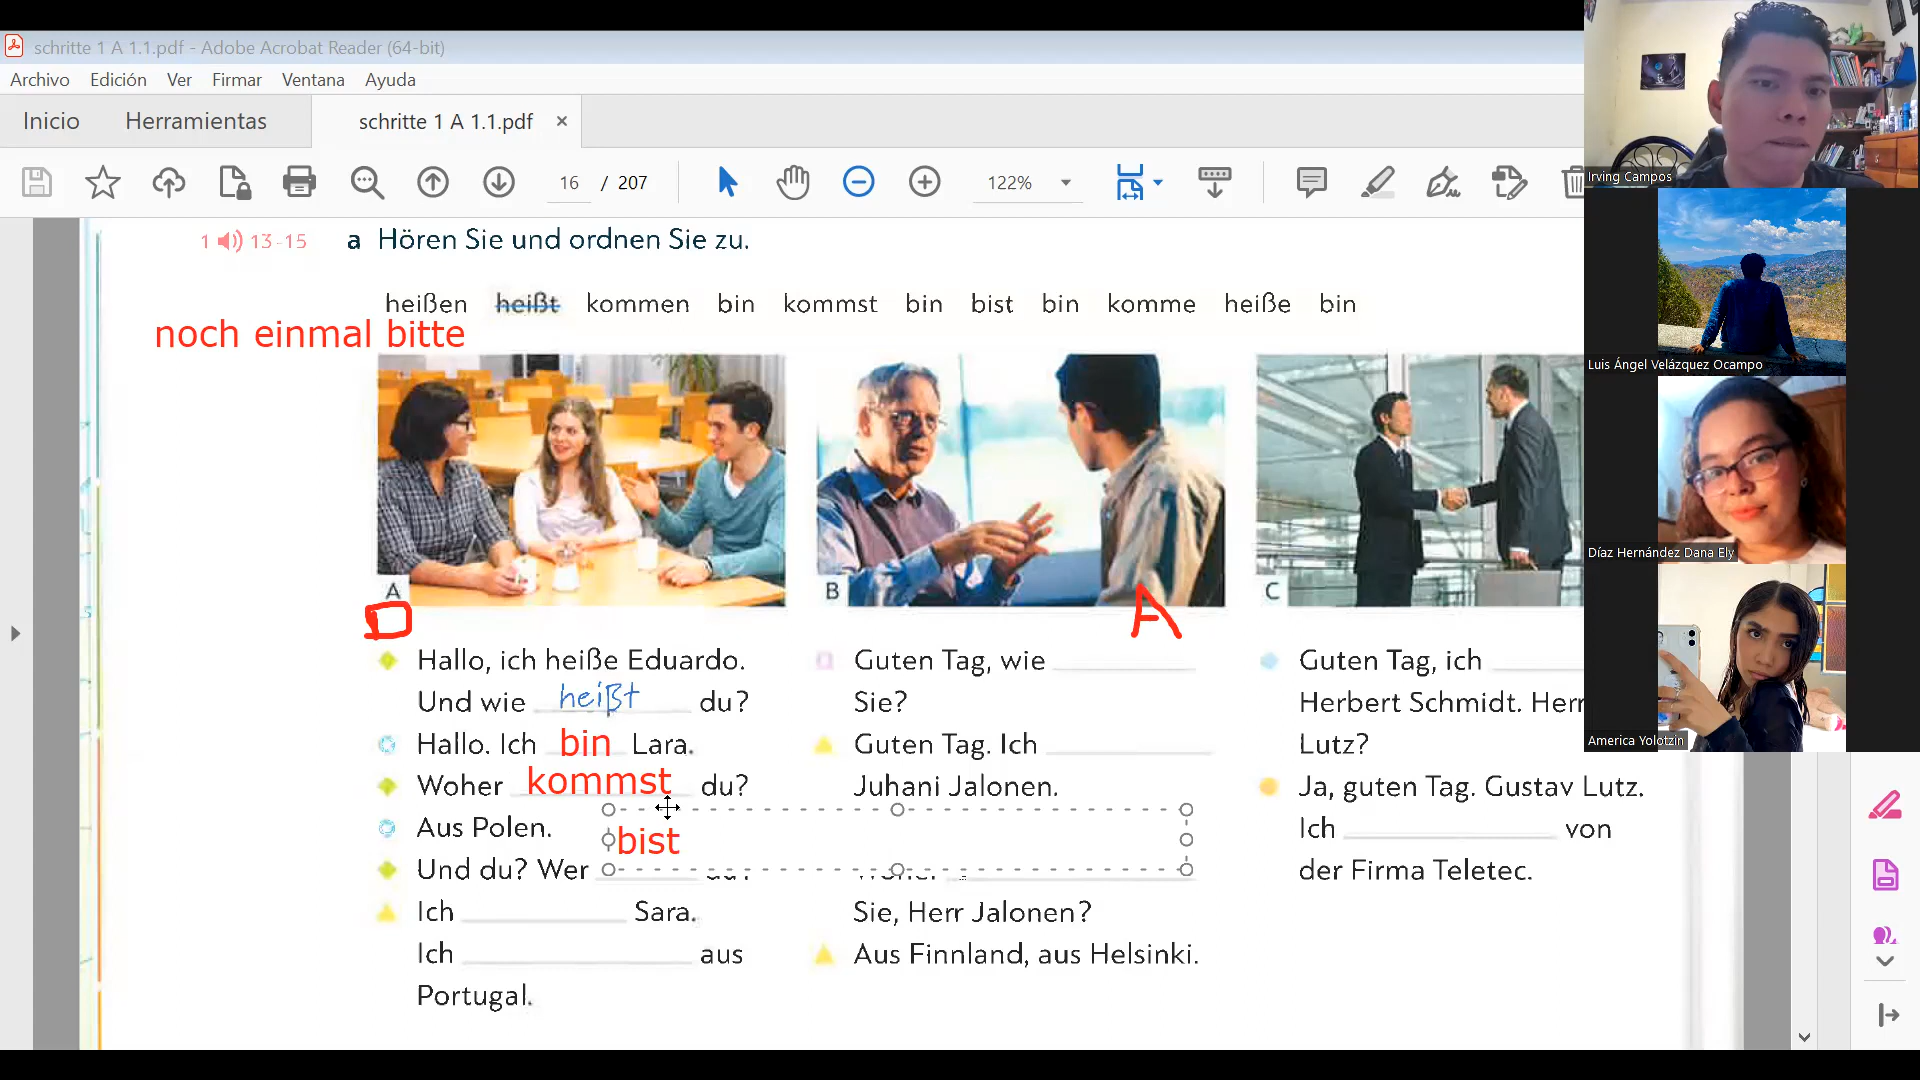 schritte 1 A 1.1.pdf - Adobe Acrobat Reader (64-bit)
Archivo Edición Ver Firmar Ventana Ayuda
Inicio Herramientas schritte 1 A 1.1.pdf ×
16 / 207 122%
1 13-15 a Hören Sie und ordnen Sie zu.
heißen heißt kommen bin kommst bin bist bin komme heiße bin
noch einmal bitte
A
B
C
A
Hallo, ich heiße Eduardo.
Und wie heißt du?
Hallo. Ich bin Lara.
Woher kommst du?
Aus Polen.
bist
Und du? Wer du?
Ich Sara.
Ich aus
Portugal.
Guten Tag, wie
Sie?
Guten Tag. Ich
Juhani Jalonen.
Woher
Sie, Herr Jalonen?
Aus Finnland, aus Helsinki.
Guten Tag, ich
Herbert Schmidt. Herr
Lutz?
Ja, guten Tag. Gustav Lutz.
Ich von
der Firma Teletec.
Irving Campos
Luis Ángel Velázquez Ocampo
Díaz Hernández Dana Ely
America Yolotzin